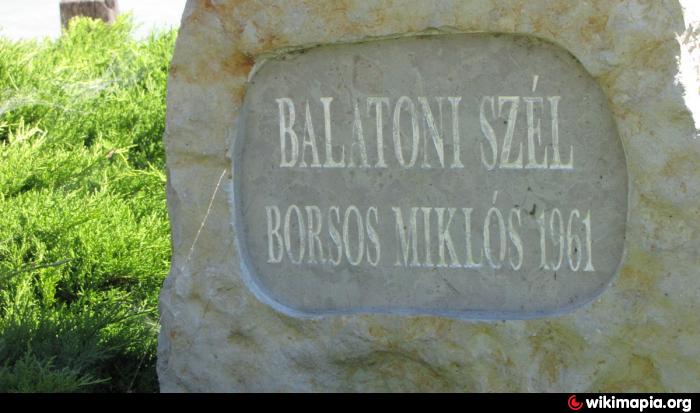 BALATONI SZÉL
BORSOS MIKLÓS 1961
wikimapia.org